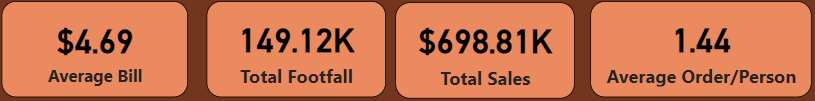 $4.69
Average Bill
149.12K
Total Footfall
$698.81K
Total Sales
1.44
Average Order/Person